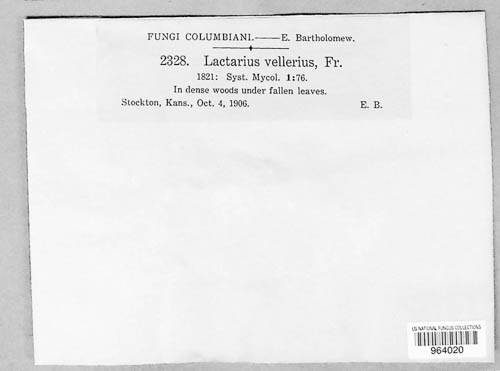 FUNGI COLUMBIANI.——E. Bartholomew.
2328. Lactarius vellerius, Fr.
1821: Syst. Mycol. 1:76.
In dense woods under fallen leaves.
Stockton, Kans., Oct. 4, 1906. E. B.
US NATIONAL FUNGUS COLLECTIONS
964020